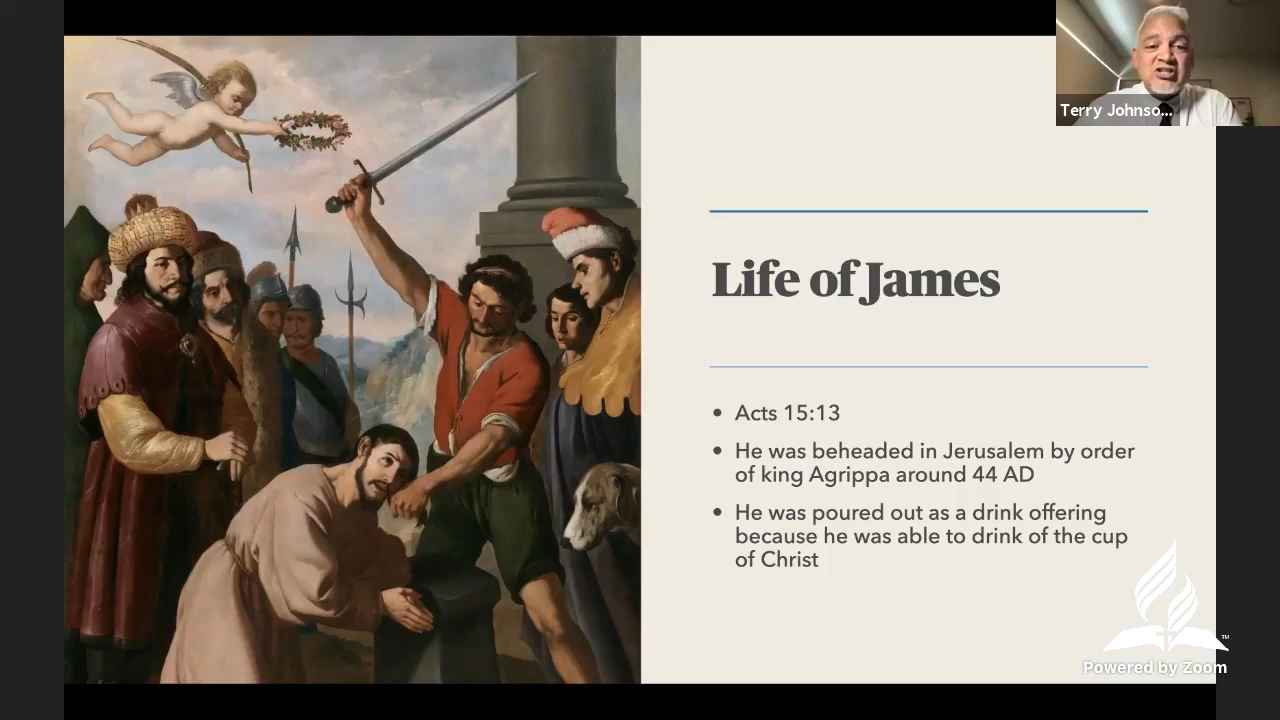 Terry Johnso...
Life of James
• Acts 15:13
• He was beheaded in Jerusalem by order
of king Agrippa around 44 AD
• He was poured out as a drink offering
because he was able to drink of the cup
of Christ
TM
Powered by Zoom